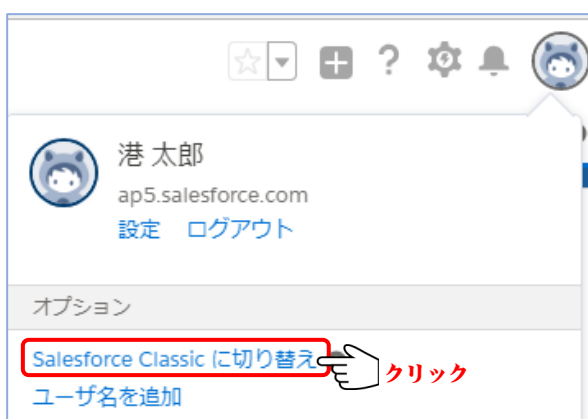 ?
港 太郎
ap5.salesforce.com
設定 ログアウト
オプション
Salesforce Classic に切り替え
クリック
ユーザ名を追加